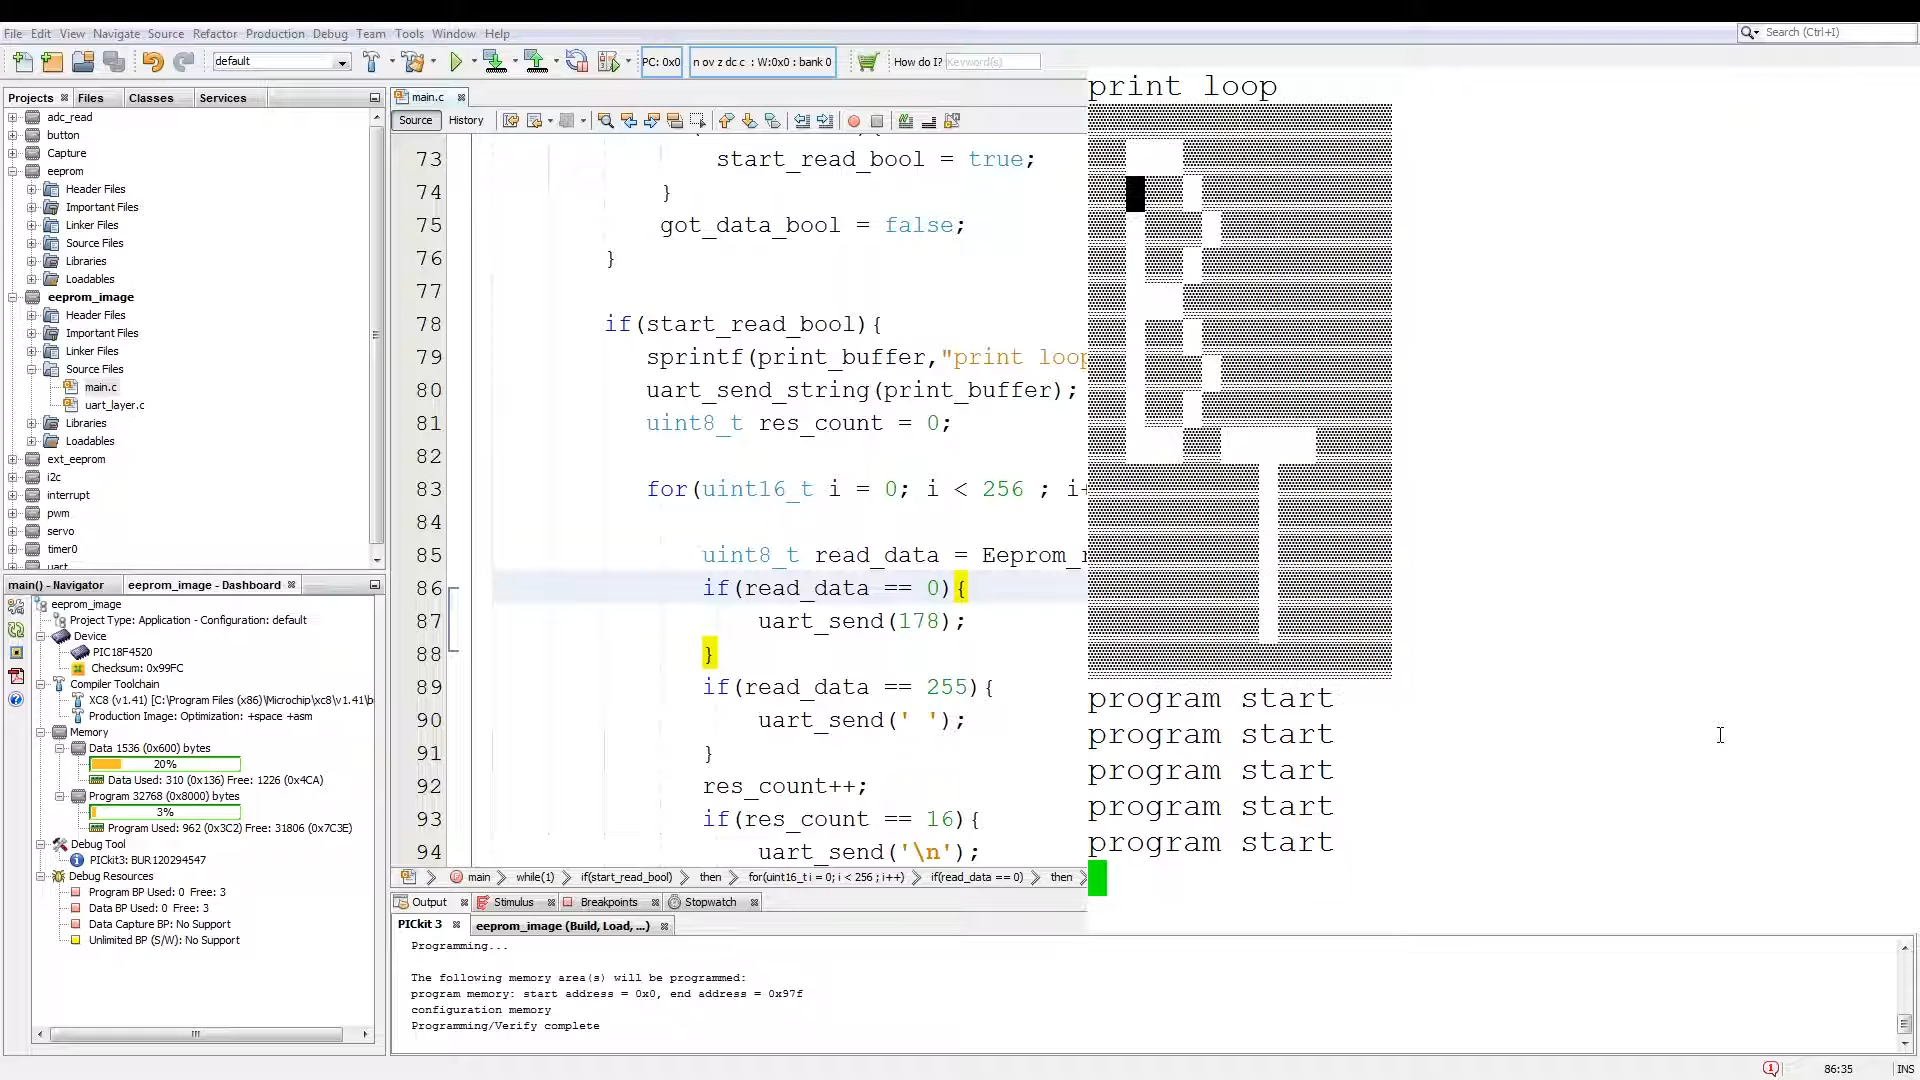 File Edit View Navigate Source Refactor Production Debug Team Tools Window Help
Search (Ctrl+I)
default
PC: 0x0
n ov z dc c : W:0x0 : bank 0
How do I? Keyword(s)
Projects Files Classes Services
adc_read
button
Capture
eeprom
Header Files
Important Files
Linker Files
Source Files
Libraries
Loadables
eeprom_image
Header Files
Important Files
Linker Files
Source Files
main.c
uart_layer.c
Libraries
Loadables
ext_eeprom
i2c
interrupt
pwm
servo
timer0
uart
main() - Navigator eeprom_image - Dashboard
eeprom_image
Project Type: Application - Configuration: default
Device
PIC18F4520
Checksum: 0x99FC
Compiler Toolchain
XC8 (v1.41) [C:\Program Files (x86)\Microchip\xc8\v1.41\b
Production Image: Optimization: +space +asm
Memory
Data 1536 (0x600) bytes
20%
Data Used: 310 (0x136) Free: 1226 (0x4CA)
Program 32768 (0x8000) bytes
3%
Program Used: 962 (0x3C2) Free: 31806 (0x7C3E)
Debug Tool
PICkit3: BUR120294547
Debug Resources
Program BP Used: 0 Free: 3
Data BP Used: 0 Free: 3
Data Capture BP: No Support
Unlimited BP (S/W): No Support
main.c
Source History
73 start_read_bool = true;
74 }
75 got_data_bool = false;
76 }
77
78 if(start_read_bool){
79 sprintf(print_buffer,"print loop
80 uart_send_string(print_buffer);
81 uint8_t res_count = 0;
82
83 for(uint16_t i = 0; i < 256 ; i+
84
85 uint8_t read_data = Eeprom_
86 if(read_data == 0){
87 uart_send(178);
88 }
89 if(read_data == 255){
90 uart_send(' ');
91 }
92 res_count++;
93 if(res_count == 16){
94 uart_send('\n');
main while(1) if(start_read_bool) then for(uint16_t i = 0; i < 256 ; i++) if(read_data == 0) then
Output Stimulus Breakpoints Stopwatch
PICkit 3 eeprom_image (Build, Load, ...)
Programming...
The following memory area(s) will be programmed:
program memory: start address = 0x0, end address = 0x97f
configuration memory
Programming/Verify complete
print loop
program start
program start
program start
program start
program start
86:35 INS